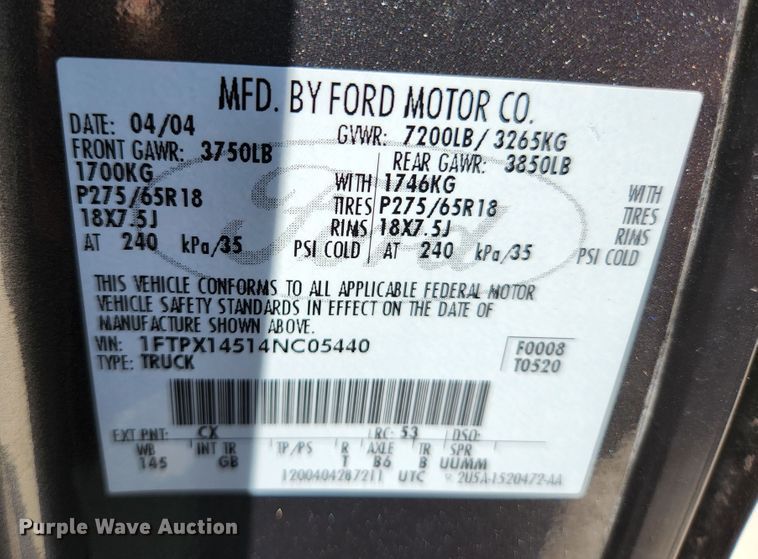 MFD. BY FORD MOTOR CO.
DATE: 04/04 GVWR: 7200LB/ 3265KG
FRONT GAWR: 3750LB REAR GAWR: 3850LB
1700KG WITH 1746KG WITH
P275/65R18 TIRES P275/65R18 TIRES
18X7.5J RIMS 18X7.5J RIMS
AT 240 kPa/35 PSI COLD AT 240 kPa/35 PSI COLD
Ford
THIS VEHICLE CONFORMS TO ALL APPLICABLE FEDERAL MOTOR
VEHICLE SAFETY STANDARDS IN EFFECT ON THE DATE OF
MANUFACTURE SHOWN ABOVE.
VIN: 1FTPX14514NC05440 F0008
TYPE: TRUCK T0520
EXT PNT: CX RC: 53 DSO:
WB INT TR TP/PS R AXLE TR SPR
145 GB T B6 B UUMM
UTC
Purple Wave Auction